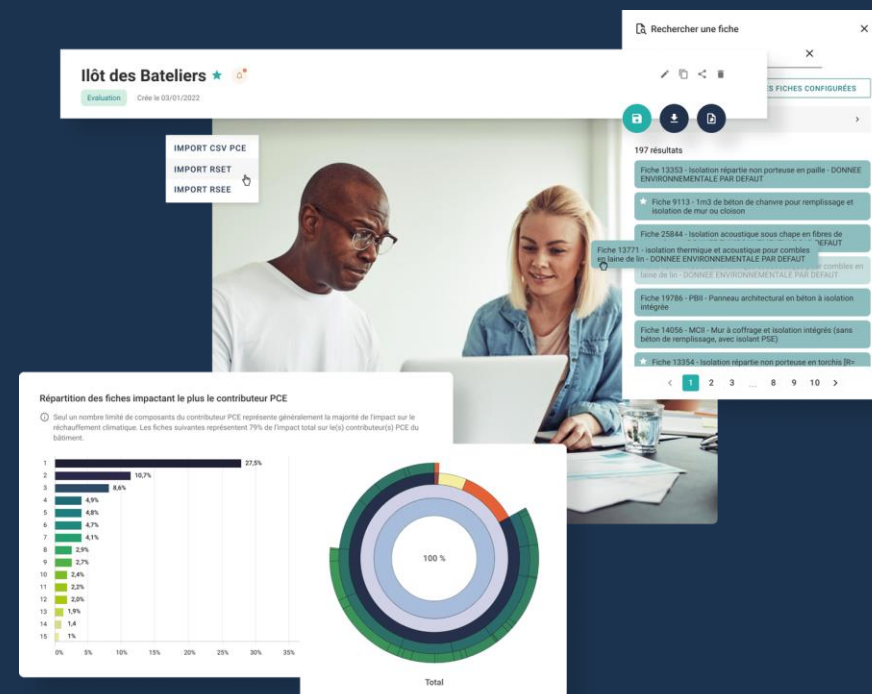 Rechercher une fiche
Ilôt des Bateliers
Evaluation
Crée le 03/01/2022
S FICHES CONFIGURÉES
IMPORT CSV PCE
IMPORT RSET
IMPORT RSEE
197 résultats
Fiche 13353 - Isolation répartie non porteuse en paille - DONNEE
ENVIRONNEMENTALE PAR DEFAUT
Fiche 9113 - 1m3 de béton de chanvre pour remplissage et
isolation de mur ou cloison
Fiche 25844 - Isolation acoustique sous chape en fibres de
DEFAUT
Fiche 13771 - isolation thermique et acoustique pour combles
en laine de lin - DONNEE ENVIRONNEMENTALE PAR DEFAUT
combles en
laine de lin - DONNEE ENVIRONNEMENTALE PAR DEFAUT
Fiche 19786 - PBII - Panneau architectural en béton à isolation
intégrée
Fiche 14056 - MCII - Mur à coffrage et isolation intégrés (sans
béton de remplissage, avec isolant PSE)
Fiche 13354 - Isolation répartie non porteuse en torchis [R=
1 2 3 ... 8 9 10
Répartition des fiches impactant le plus le contributeur PCE
Seul un nombre limité de composants du contributeur PCE représente généralement la majorité de l'impact sur le
réchauffement climatique. Les fiches suivantes représentent 79% de l'impact total sur le(s) contributeur(s) PCE du
bâtiment.
1 27,5%
2 10,7%
3 8,6%
4 4,9%
5 4,8%
6 4,7%
7 4,1%
8 2,9%
9 2,7%
10 2,4%
11 2,2%
12 2,0%
13 1,9%
14 1,4
15 1%
0% 5% 10% 15% 20% 25% 30% 35%
100 %
Total